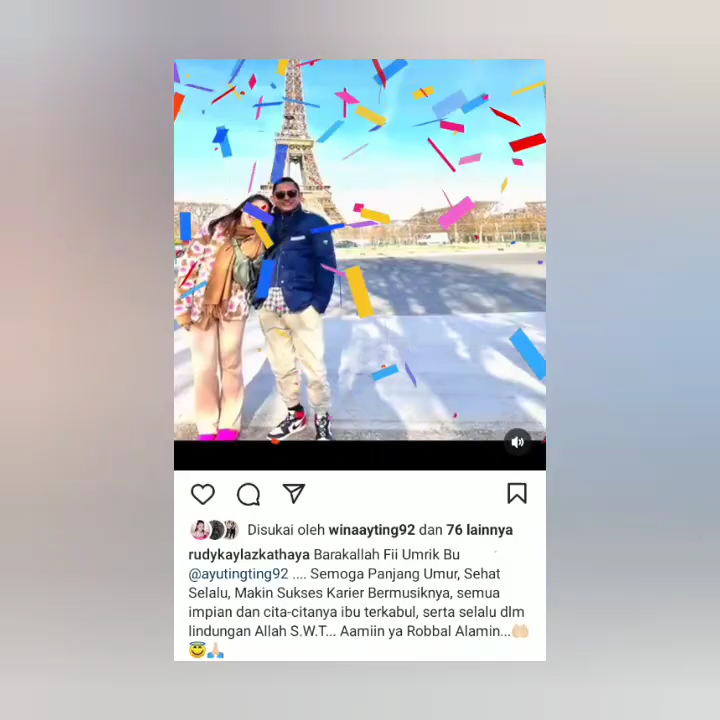 Disukai oleh winaayting92 dan 76 lainnya
rudykaylazkathaya Barakallah Fii Umrik Bu
@ayutingting92 .... Semoga Panjang Umur, Sehat
Selalu, Makin Sukses Karier Bermusiknya, semua
impian dan cita-citanya ibu terkabul, serta selalu dlm
lindungan Allah S.W.T... Aamiin ya Robbal Alamin...🤲🏻
😇🙏🏻